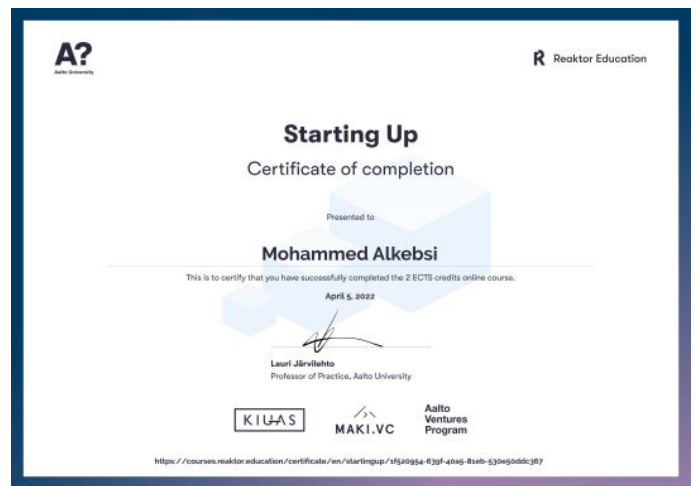 A?
Aalto University
Reaktor Education
Starting Up
Certificate of completion
Presented to
Mohammed Alkebsi
This is to certify that you have successfully completed the 2 ECTS credits online course.
April 5, 2022
Lauri Järvilehto
Professor of Practice, Aalto University
KIUAS
MAKI.VC
Aalto
Ventures
Program
https://courses.reaktor.education/certificate/en/startingup/1f520954-639f-40a5-81eb-530e50ddc367